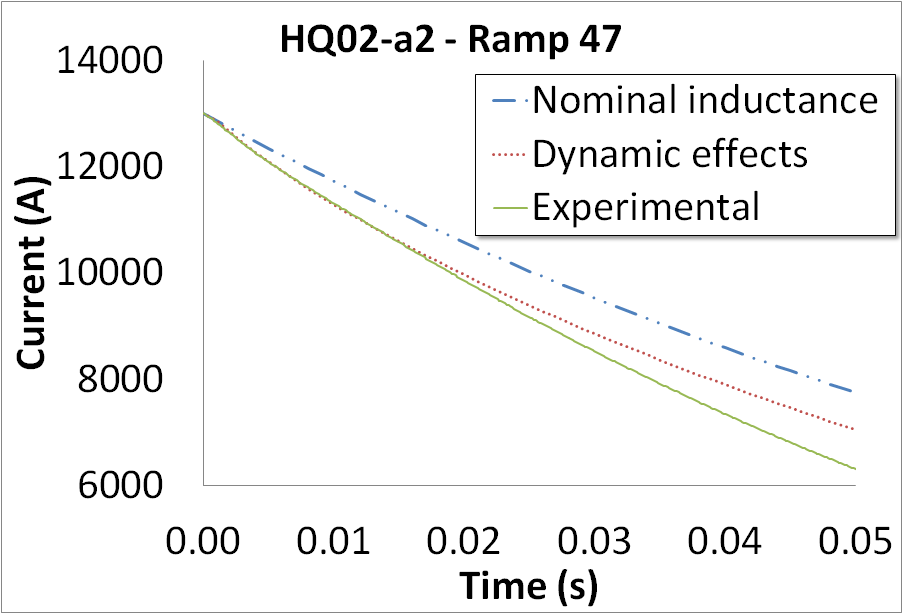 HQ02-a2 - Ramp 47
14000
12000
10000
8000
6000
Current (A)
Nominal inductance
Dynamic effects
Experimental
0.00 0.01 0.02 0.03 0.04 0.05
Time (s)